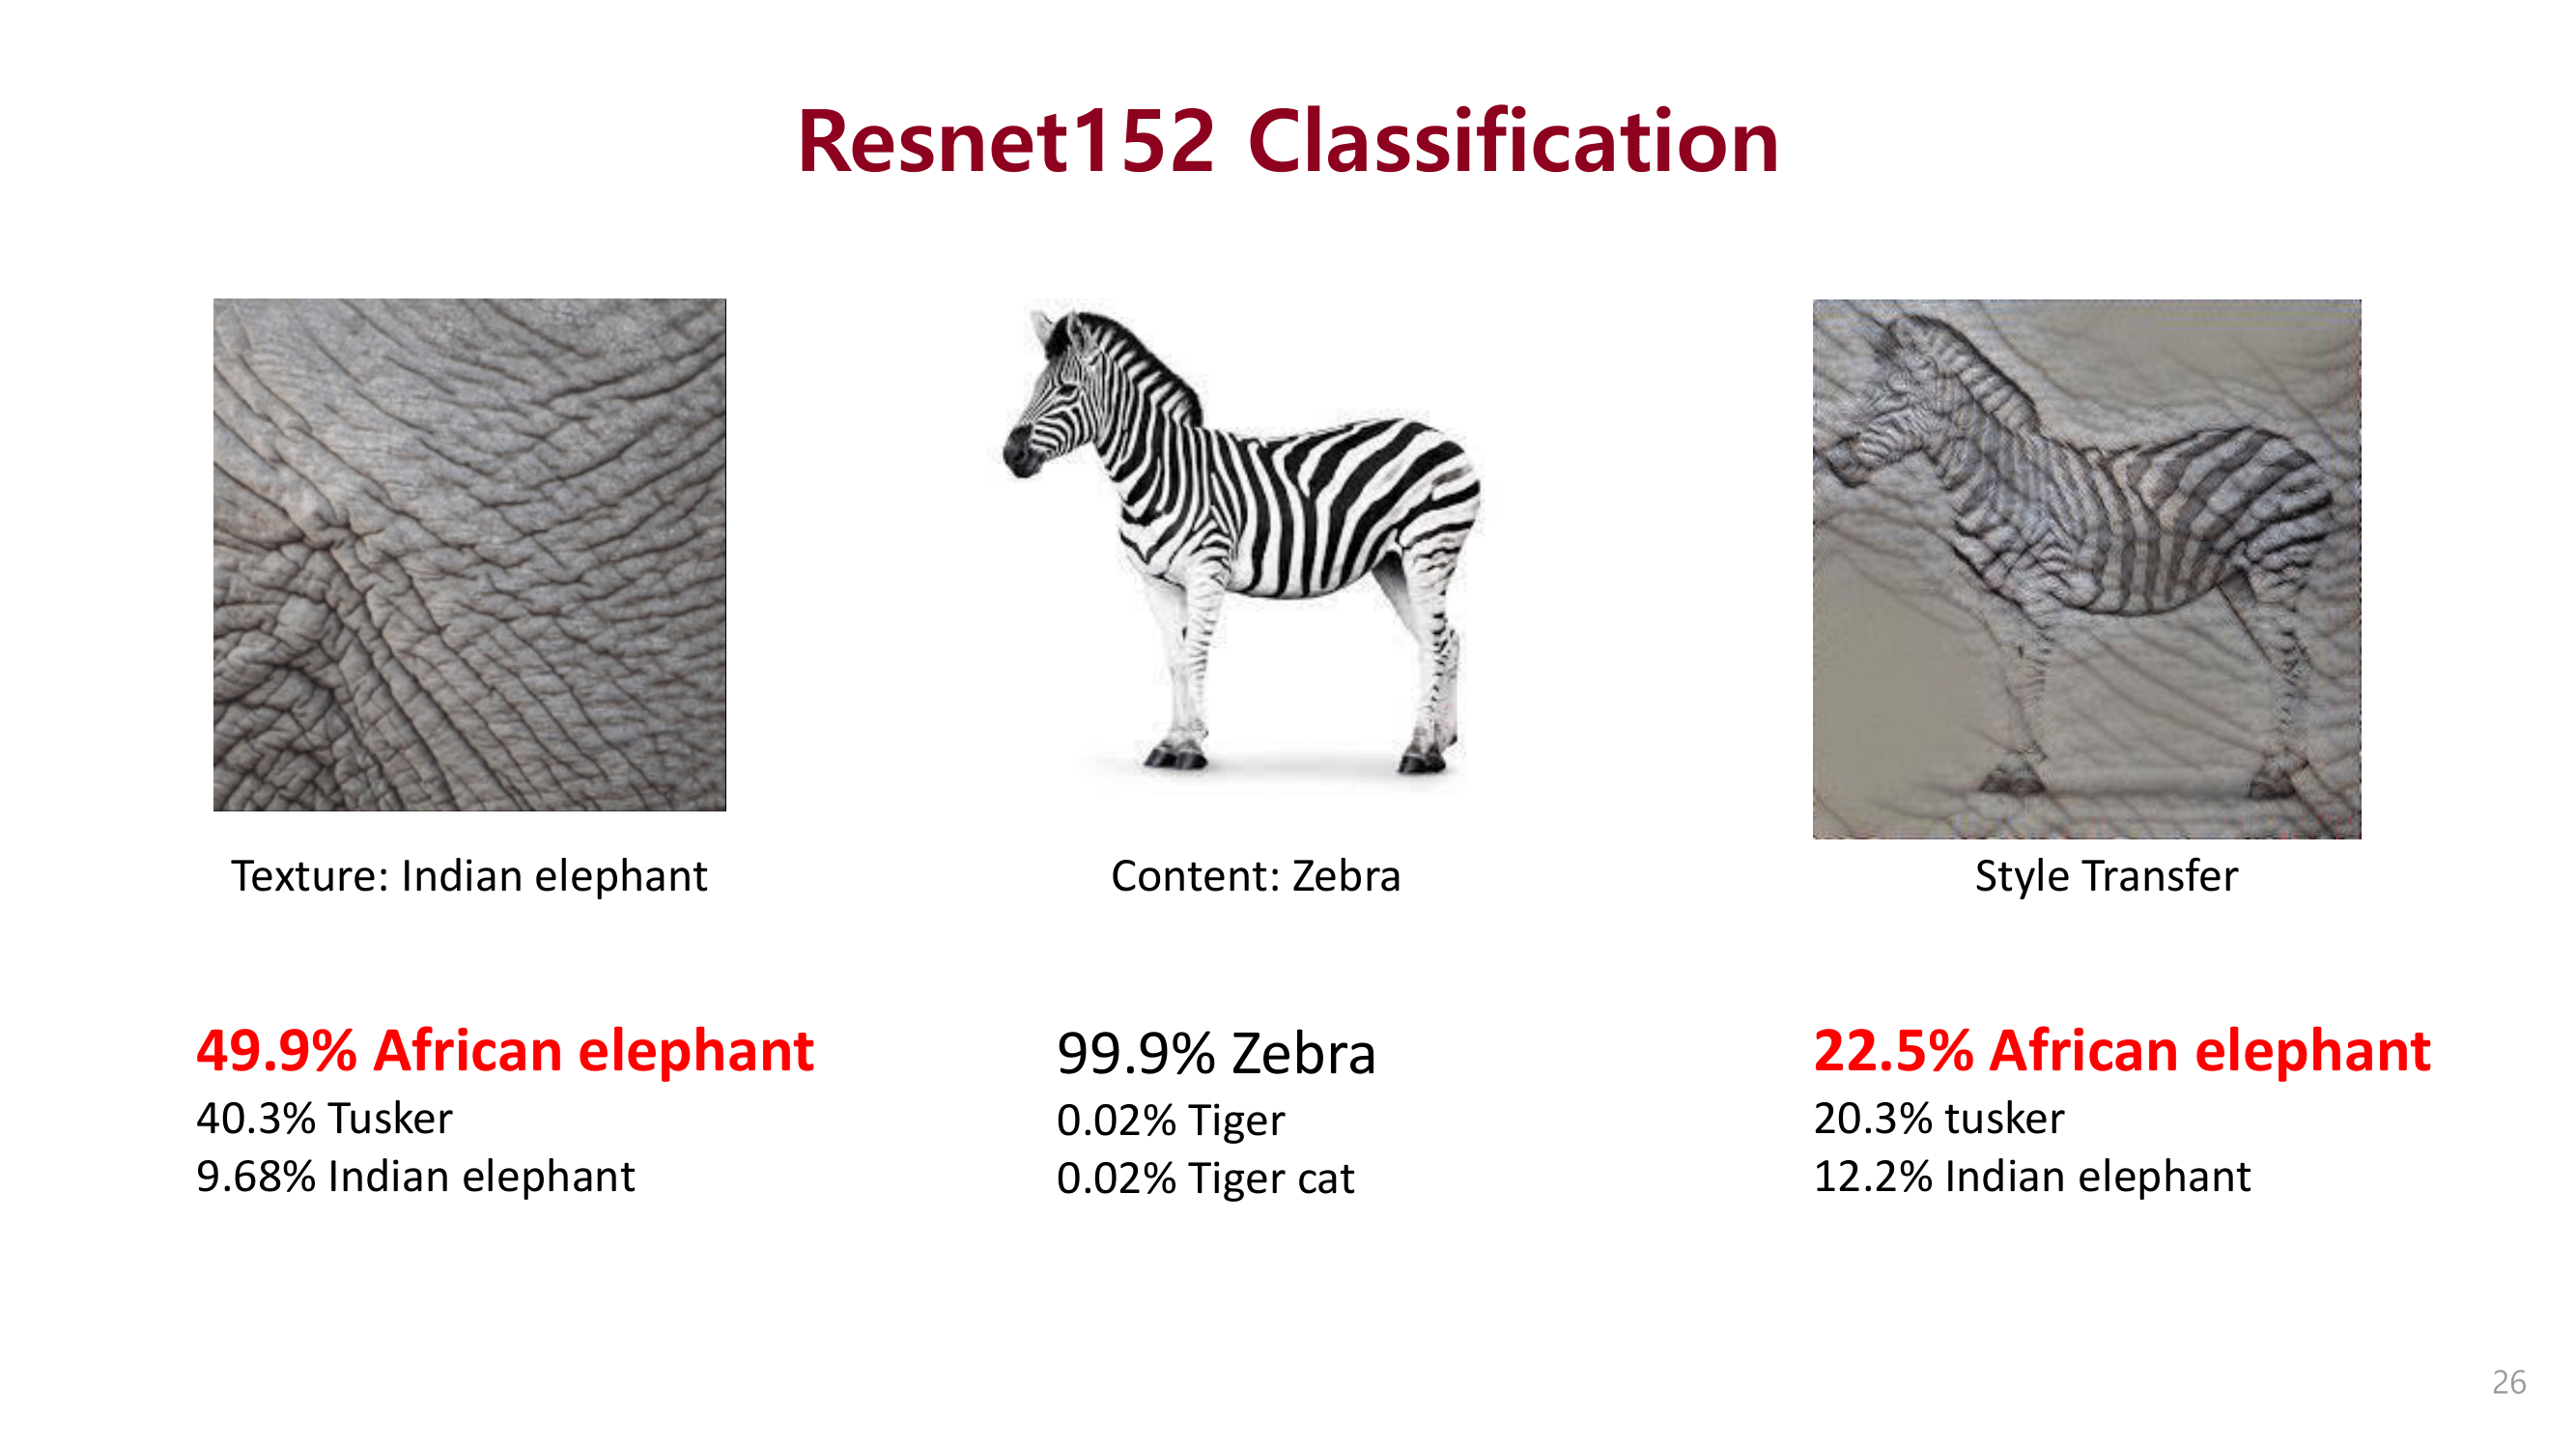 Resnet152 Classification
Texture: Indian elephant
49.9% African elephant
40.3% Tusker
9.68% Indian elephant
Content: Zebra
99.9% Zebra
0.02% Tiger
0.02% Tiger cat
Style Transfer
22.5% African elephant
20.3% tusker
12.2% Indian elephant
26